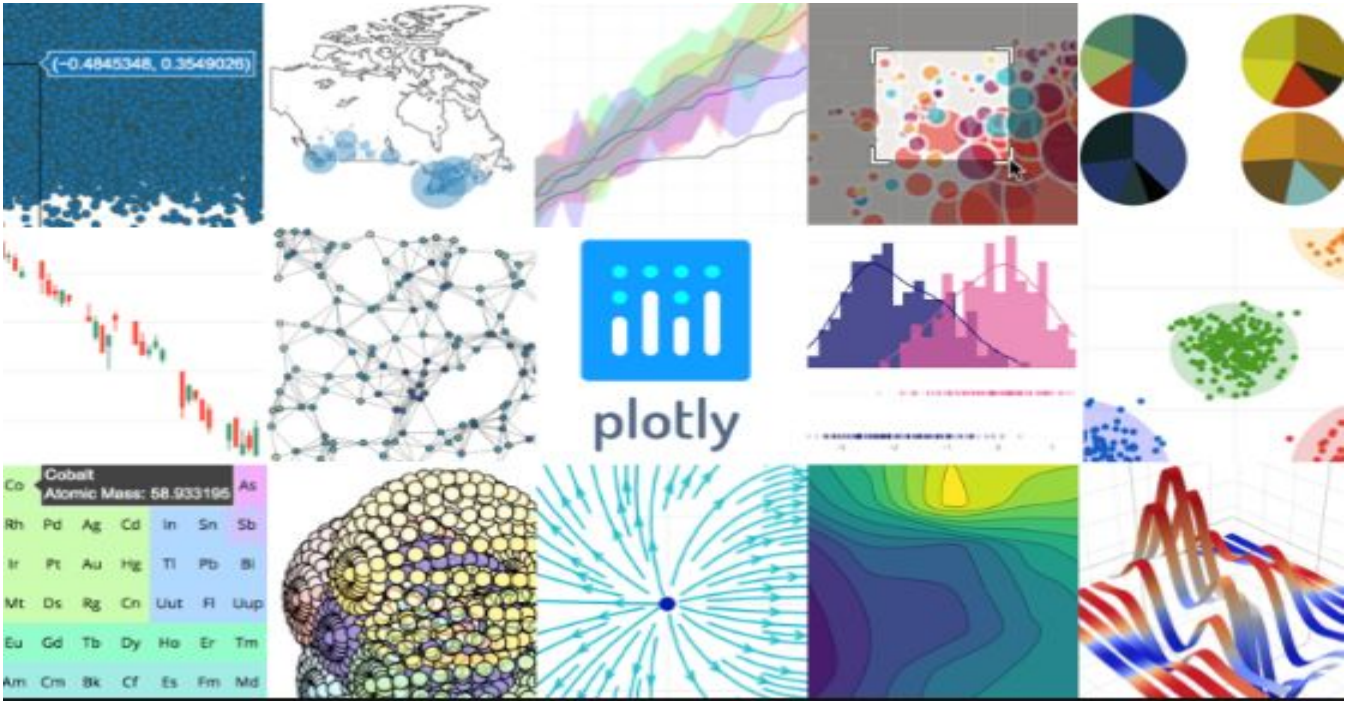 (−0.4845348, 0.3549026)
plotly
Co
Cobalt
Atomic Mass: 58.933195
As
Rh Pd Ag Cd In Sn Sb
Ir Pt Au Hg Tl Pb Bi
Mt Ds Rg Cn Uut Fl Uup
Eu Gd Tb Dy Ho Er Tm
Am Cm Bk Cf Es Fm Md